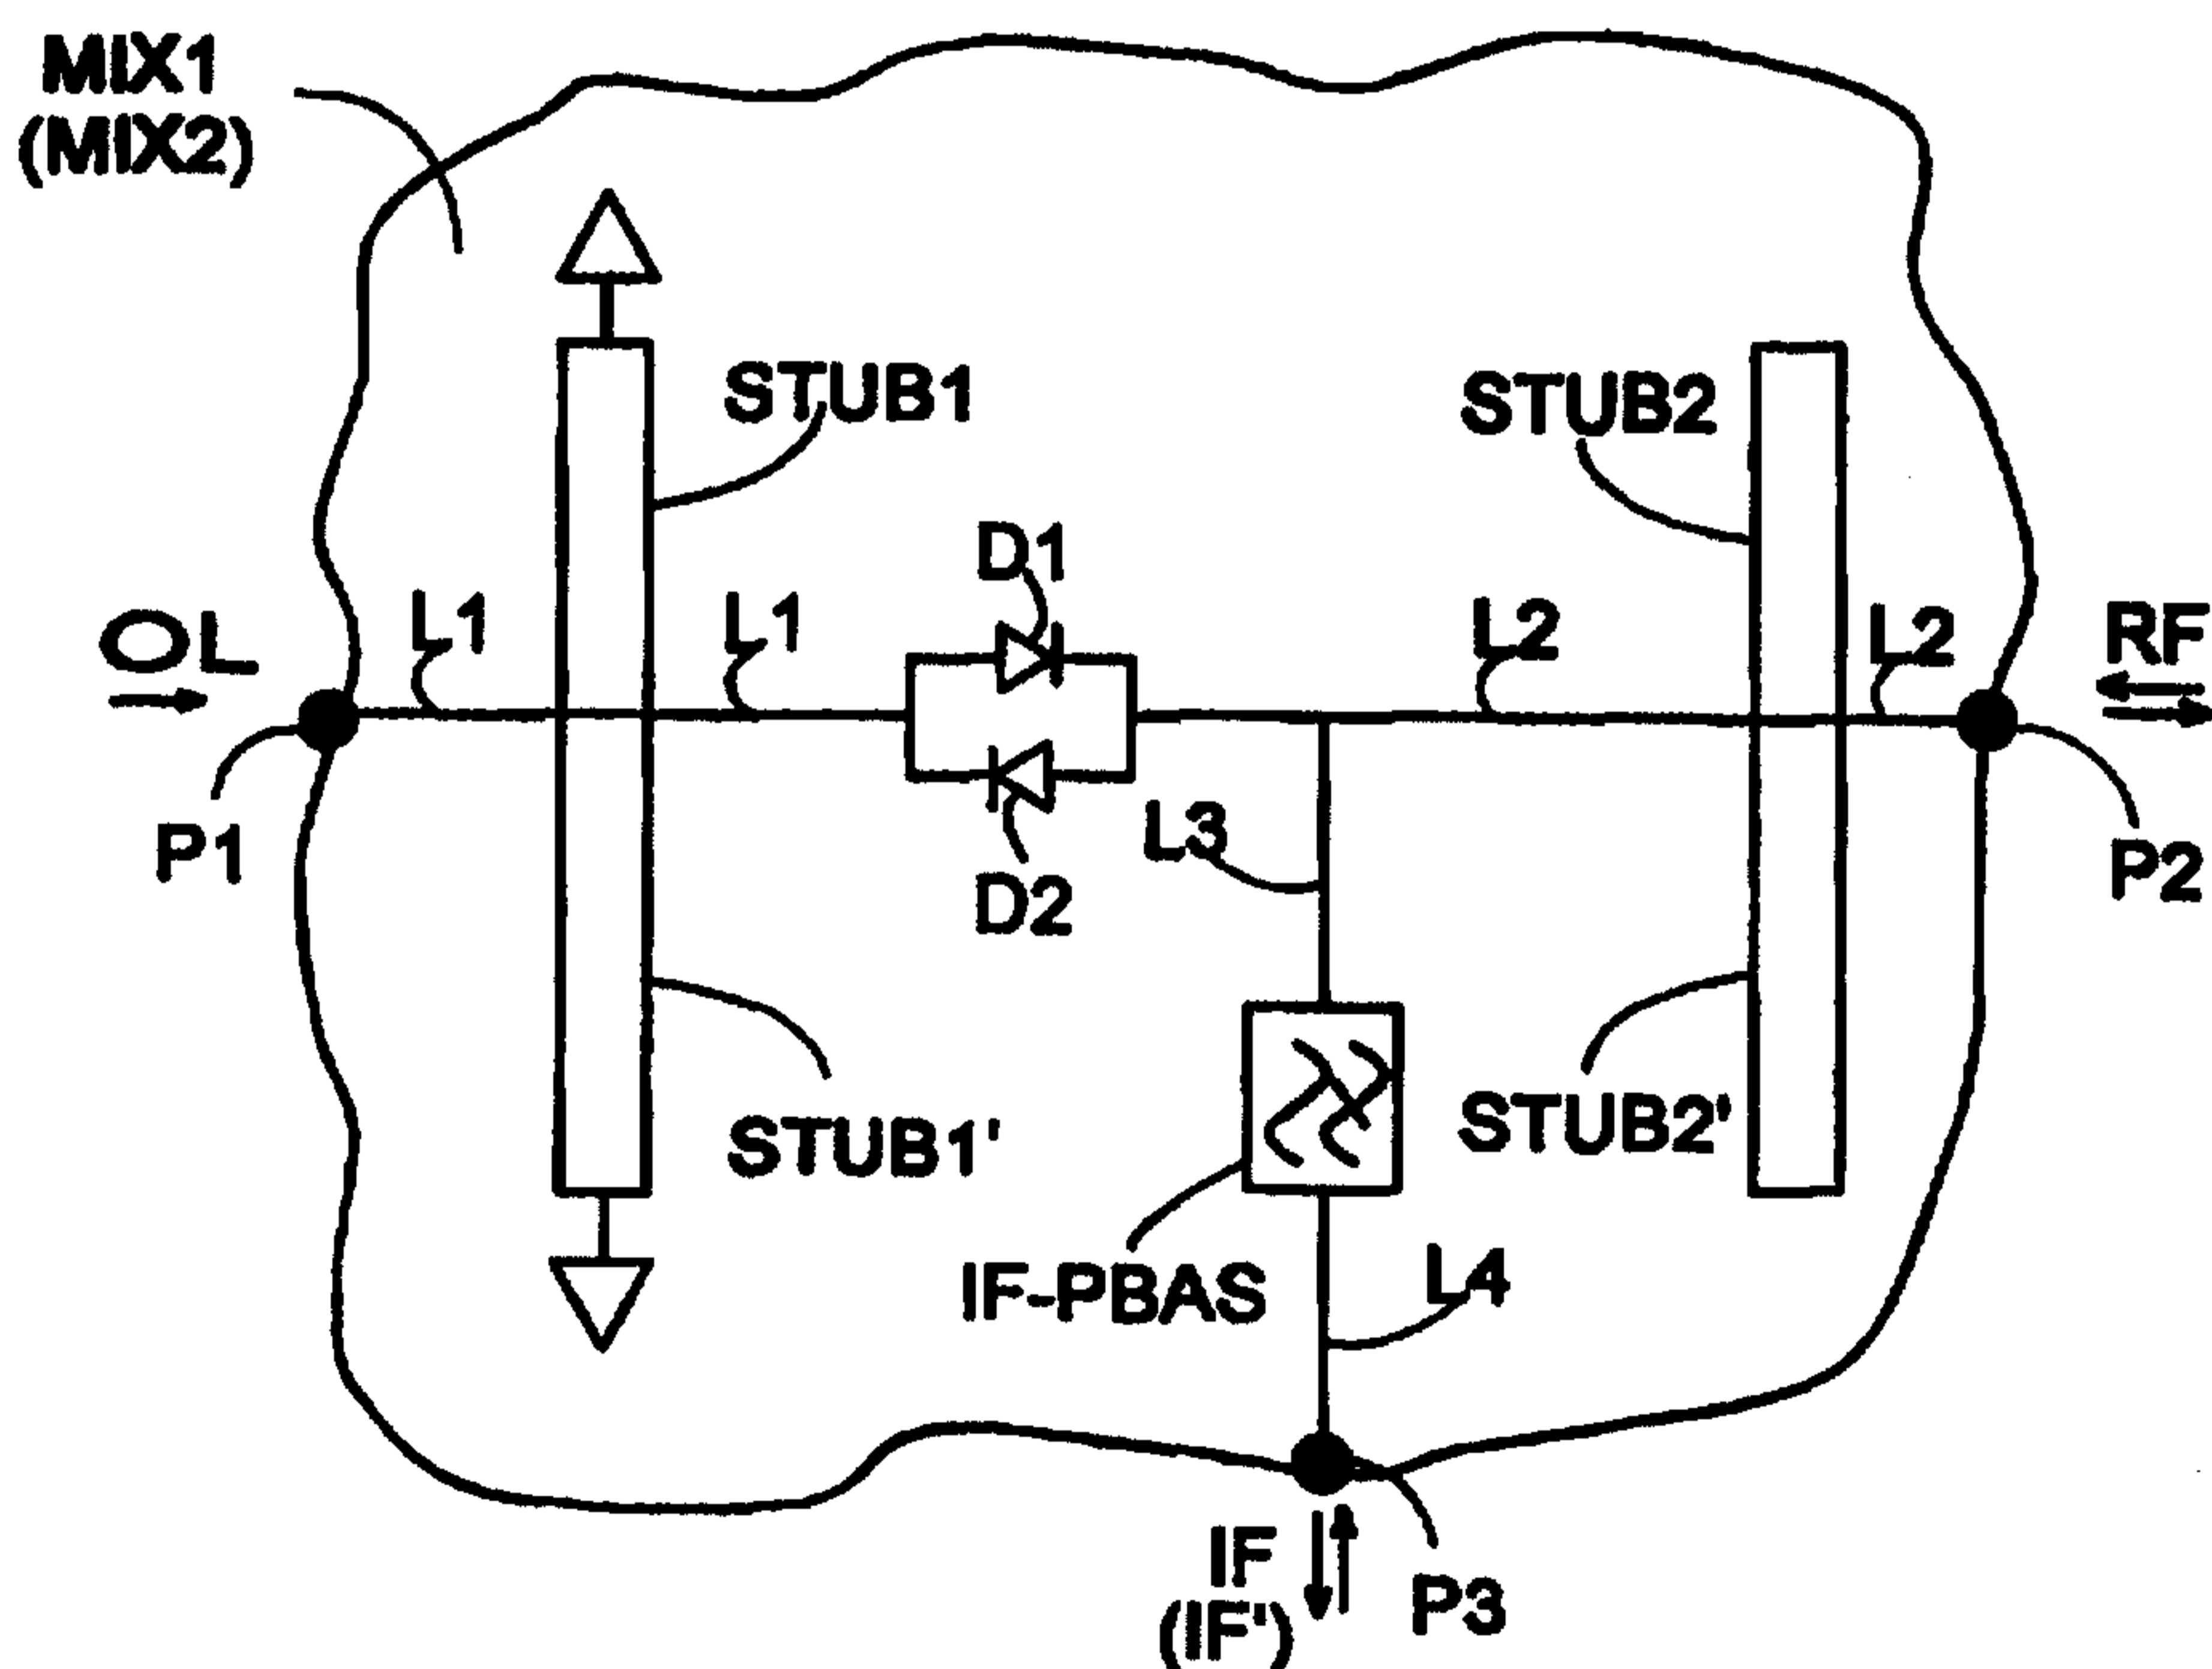 MIX1
(MIX2)
STUB1
STUB2
D1
L1
L1
L2
L2
OL
RF
P1
D2
L3
P2
STUB1'
STUB2'
IF-PBAS
L4
IF
(IF')
P3